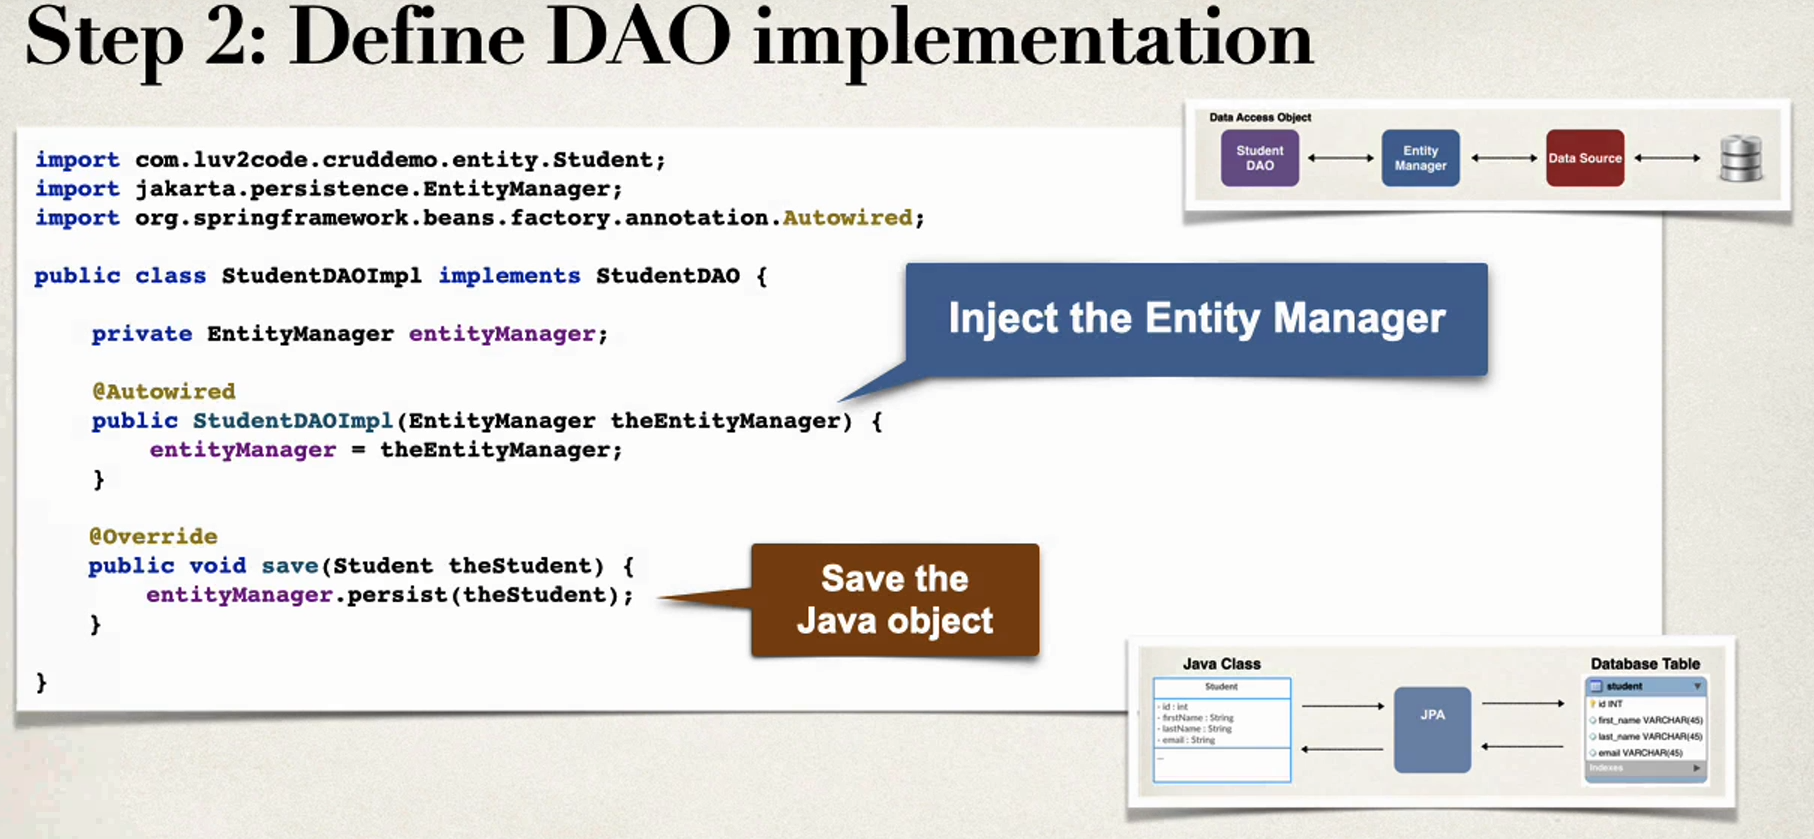 Step 2: Define DAO implementation
import com.luv2code.cruddemo.entity.Student;
import jakarta.persistence.EntityManager;
import org.springframework.beans.factory.annotation.Autowired;
public class StudentDAOImpl implements StudentDAO {
private EntityManager entityManager;
@Autowired
public StudentDAOImpl(EntityManager theEntityManager) {
entityManager = theEntityManager;
}
@Override
public void save(Student theStudent) {
entityManager.persist(theStudent);
}
}
Inject the Entity Manager
Save the
Java object
Data Access Object
Student
DAO
Entity
Manager
Data Source
Java Class
Student
- id : int
- firstName : String
- lastName : String
- email : String
...
JPA
Database Table
student
id INT
first_name VARCHAR(45)
last_name VARCHAR(45)
email VARCHAR(45)
Indexes